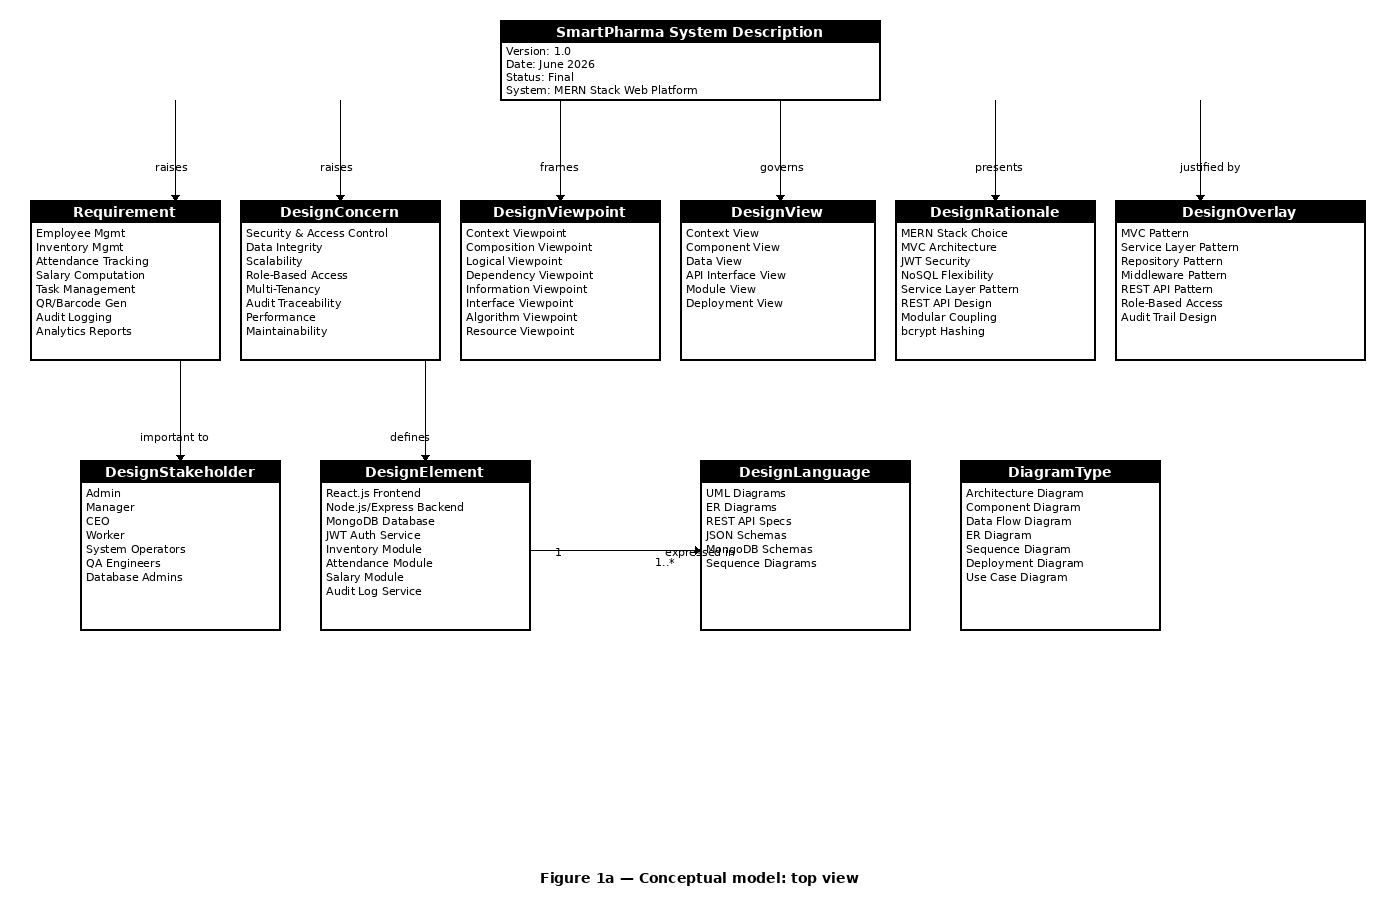 SmartPharma System Description
Version: 1.0
Date: June 2026
Status: Final
System: MERN Stack Web Platform
raises
raises
frames
governs
presents
justified by
Requirement
Employee Mgmt
Inventory Mgmt
Attendance Tracking
Salary Computation
Task Management
QR/Barcode Gen
Audit Logging
Analytics Reports
DesignConcern
Security & Access Control
Data Integrity
Scalability
Role-Based Access
Multi-Tenancy
Audit Traceability
Performance
Maintainability
DesignViewpoint
Context Viewpoint
Composition Viewpoint
Logical Viewpoint
Dependency Viewpoint
Information Viewpoint
Interface Viewpoint
Algorithm Viewpoint
Resource Viewpoint
DesignView
Context View
Component View
Data View
API Interface View
Module View
Deployment View
DesignRationale
MERN Stack Choice
MVC Architecture
JWT Security
NoSQL Flexibility
Service Layer Pattern
REST API Design
Modular Coupling
bcrypt Hashing
DesignOverlay
MVC Pattern
Service Layer Pattern
Repository Pattern
Middleware Pattern
REST API Pattern
Role-Based Access
Audit Trail Design
important to
defines
DesignStakeholder
Admin
Manager
CEO
Worker
System Operators
QA Engineers
Database Admins
DesignElement
React.js Frontend
Node.js/Express Backend
MongoDB Database
JWT Auth Service
Inventory Module
Attendance Module
Salary Module
Audit Log Service
1
expressed in
1..*
DesignLanguage
UML Diagrams
ER Diagrams
REST API Specs
JSON Schemas
MongoDB Schemas
Sequence Diagrams
DiagramType
Architecture Diagram
Component Diagram
Data Flow Diagram
ER Diagram
Sequence Diagram
Deployment Diagram
Use Case Diagram
Figure 1a — Conceptual model: top view